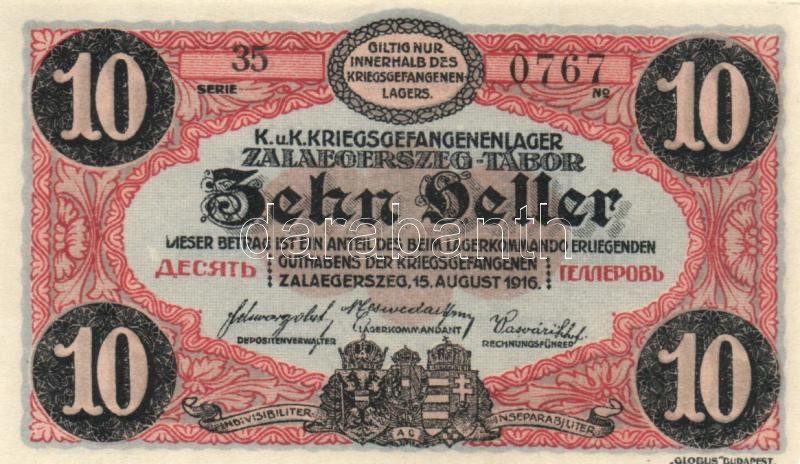 10 10
SERIE 35
GILTIG NUR
INNERHALB DES
KRIEGSGEFANGENEN-
LAGERS.
0767 No
K.u.K.KRIEGSGEFANGENENLAGER
ZALAEGERSZEG-TÁBOR
Zehn Heller
darabanth
DIESER BETRAG IST EIN ANTEIL DES BEIM LAGERKOMMANDO ERLIEGENDEN
GUTHABENS DER KRIEGSGEFANGENEN
ДЕСЯТЬ ГЕЛЛЕРОВЪ
ZALAEGERSZEG, 15. AUGUST 1916.
DEPOSITENVERWALTER
LAGERKOMMANDANT
RECHNUNGSFÜHRER
10 10
INDIVISIBILITER AC INSEPARABILITER
„GLOBUS" BUDAPEST.